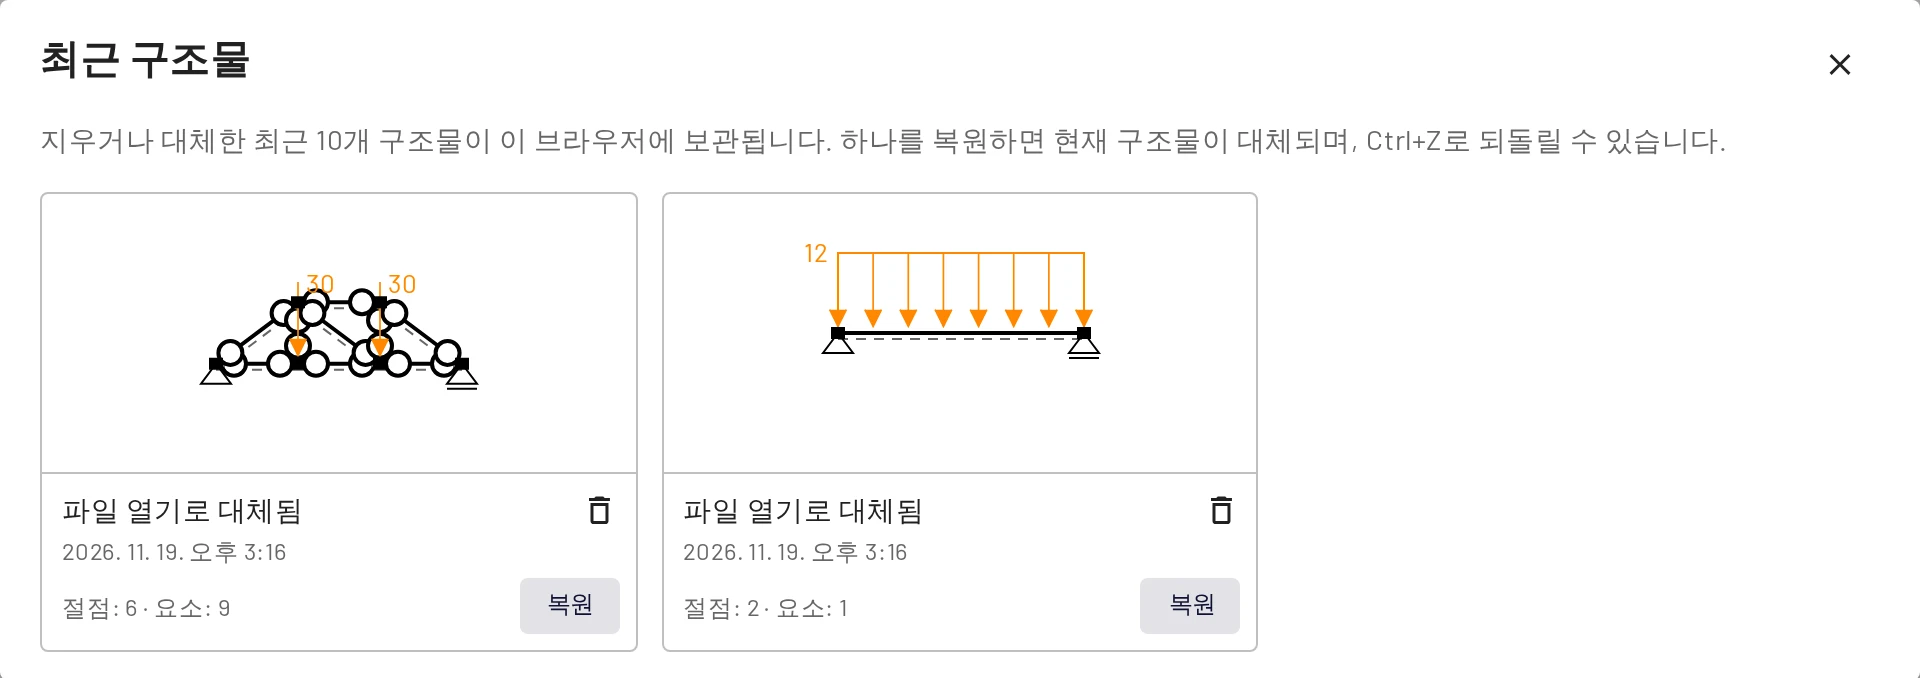 최근 구조물
지우거나 대체한 최근 10개 구조물이 이 브라우저에 보관됩니다. 하나를 복원하면 현재 구조물이 대체되며, Ctrl+Z로 되돌릴 수 있습니다.
30 30
파일 열기로 대체됨
2026. 11. 19. 오후 3:16
절점: 6 · 요소: 9
복원
12
파일 열기로 대체됨
2026. 11. 19. 오후 3:16
절점: 2 · 요소: 1
복원